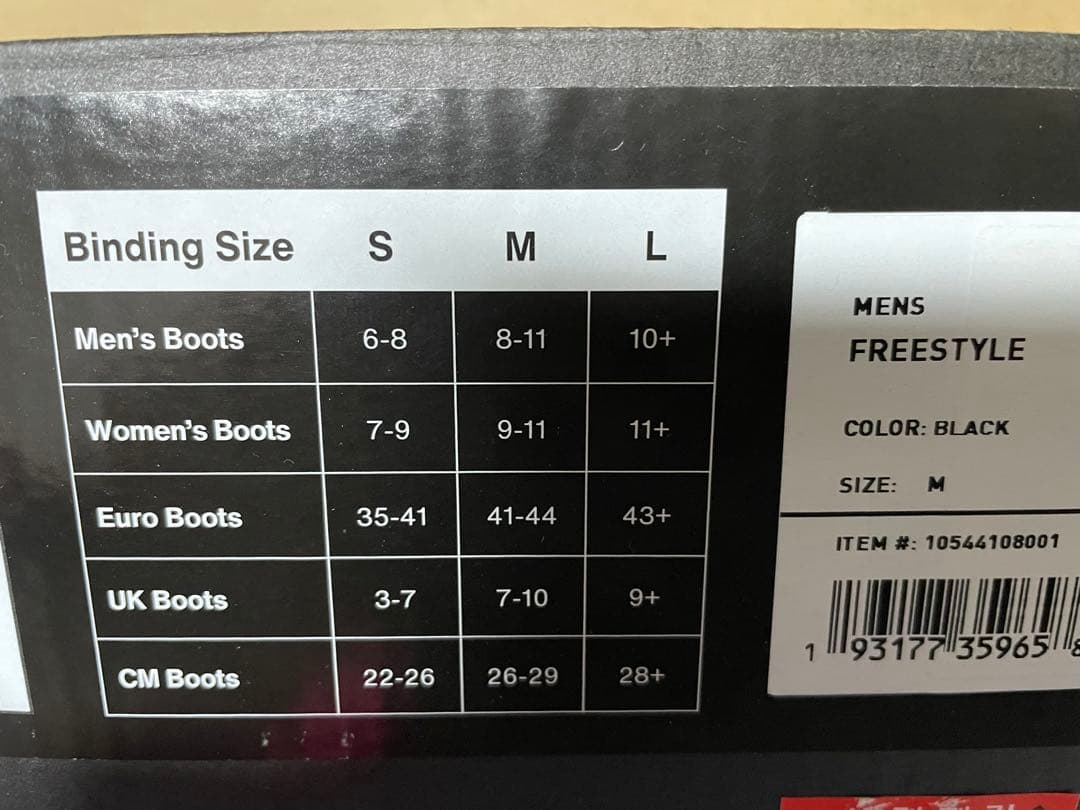 Binding Size S M L
Men's Boots 6-8 8-11 10+
Women's Boots 7-9 9-11 11+
Euro Boots 35-41 41-44 43+
UK Boots 3-7 7-10 9+
CM Boots 22-26 26-29 28+
MENS
FREESTYLE
COLOR: BLACK
SIZE: M
ITEM #: 10544108001
1 93177 35965 8